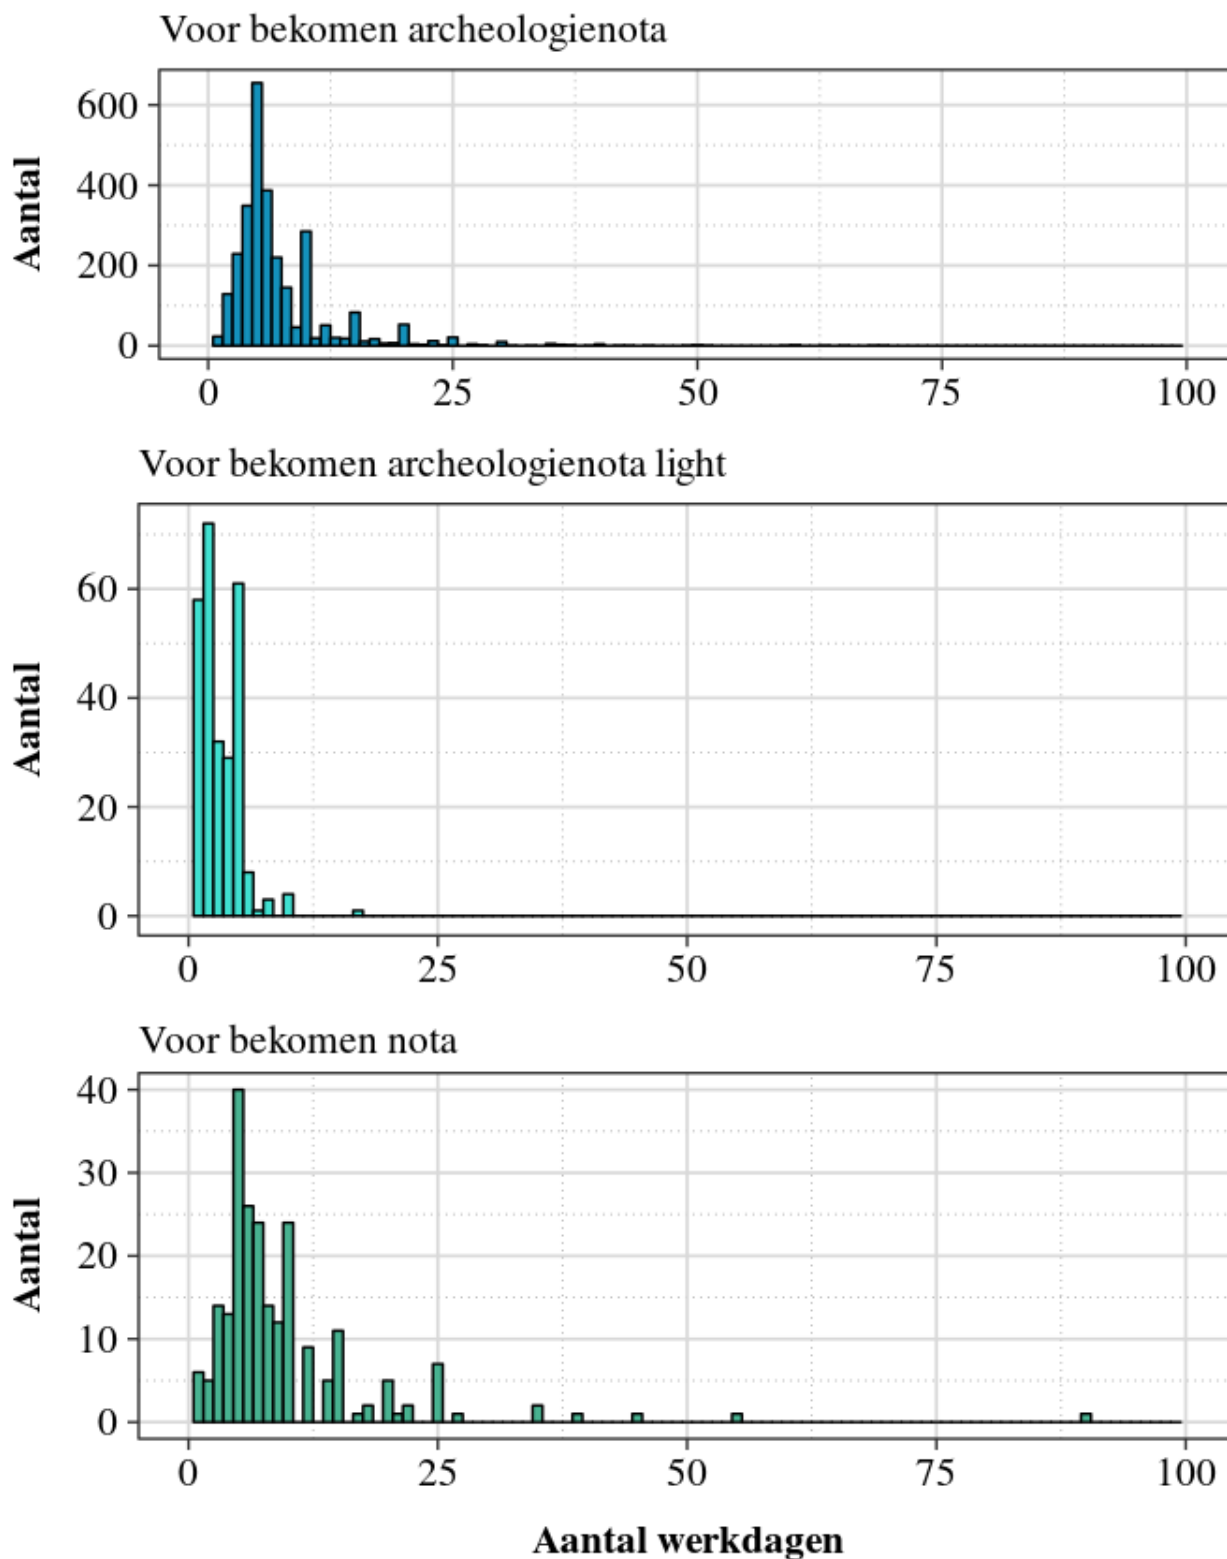 Voor bekomen archeologienota
Aantal
600
400
200
0
0 25 50 75 100
Voor bekomen archeologienota light
Aantal
60
40
20
0
0 25 50 75 100
Voor bekomen nota
Aantal
40
30
20
10
0
0 25 50 75 100
Aantal werkdagen